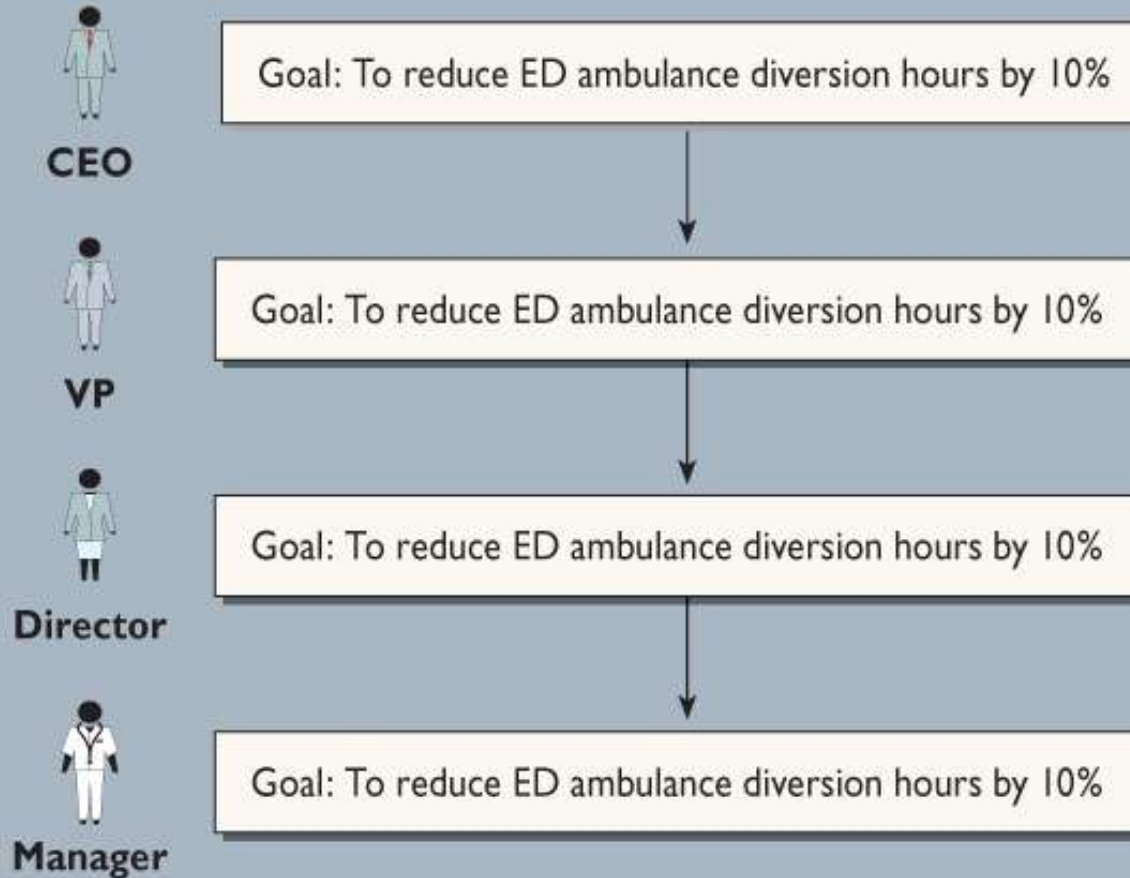 Goal: To reduce ED ambulance diversion hours by 10%
CEO
Goal: To reduce ED ambulance diversion hours by 10%
VP
Goal: To reduce ED ambulance diversion hours by 10%
Director
Goal: To reduce ED ambulance diversion hours by 10%
Manager